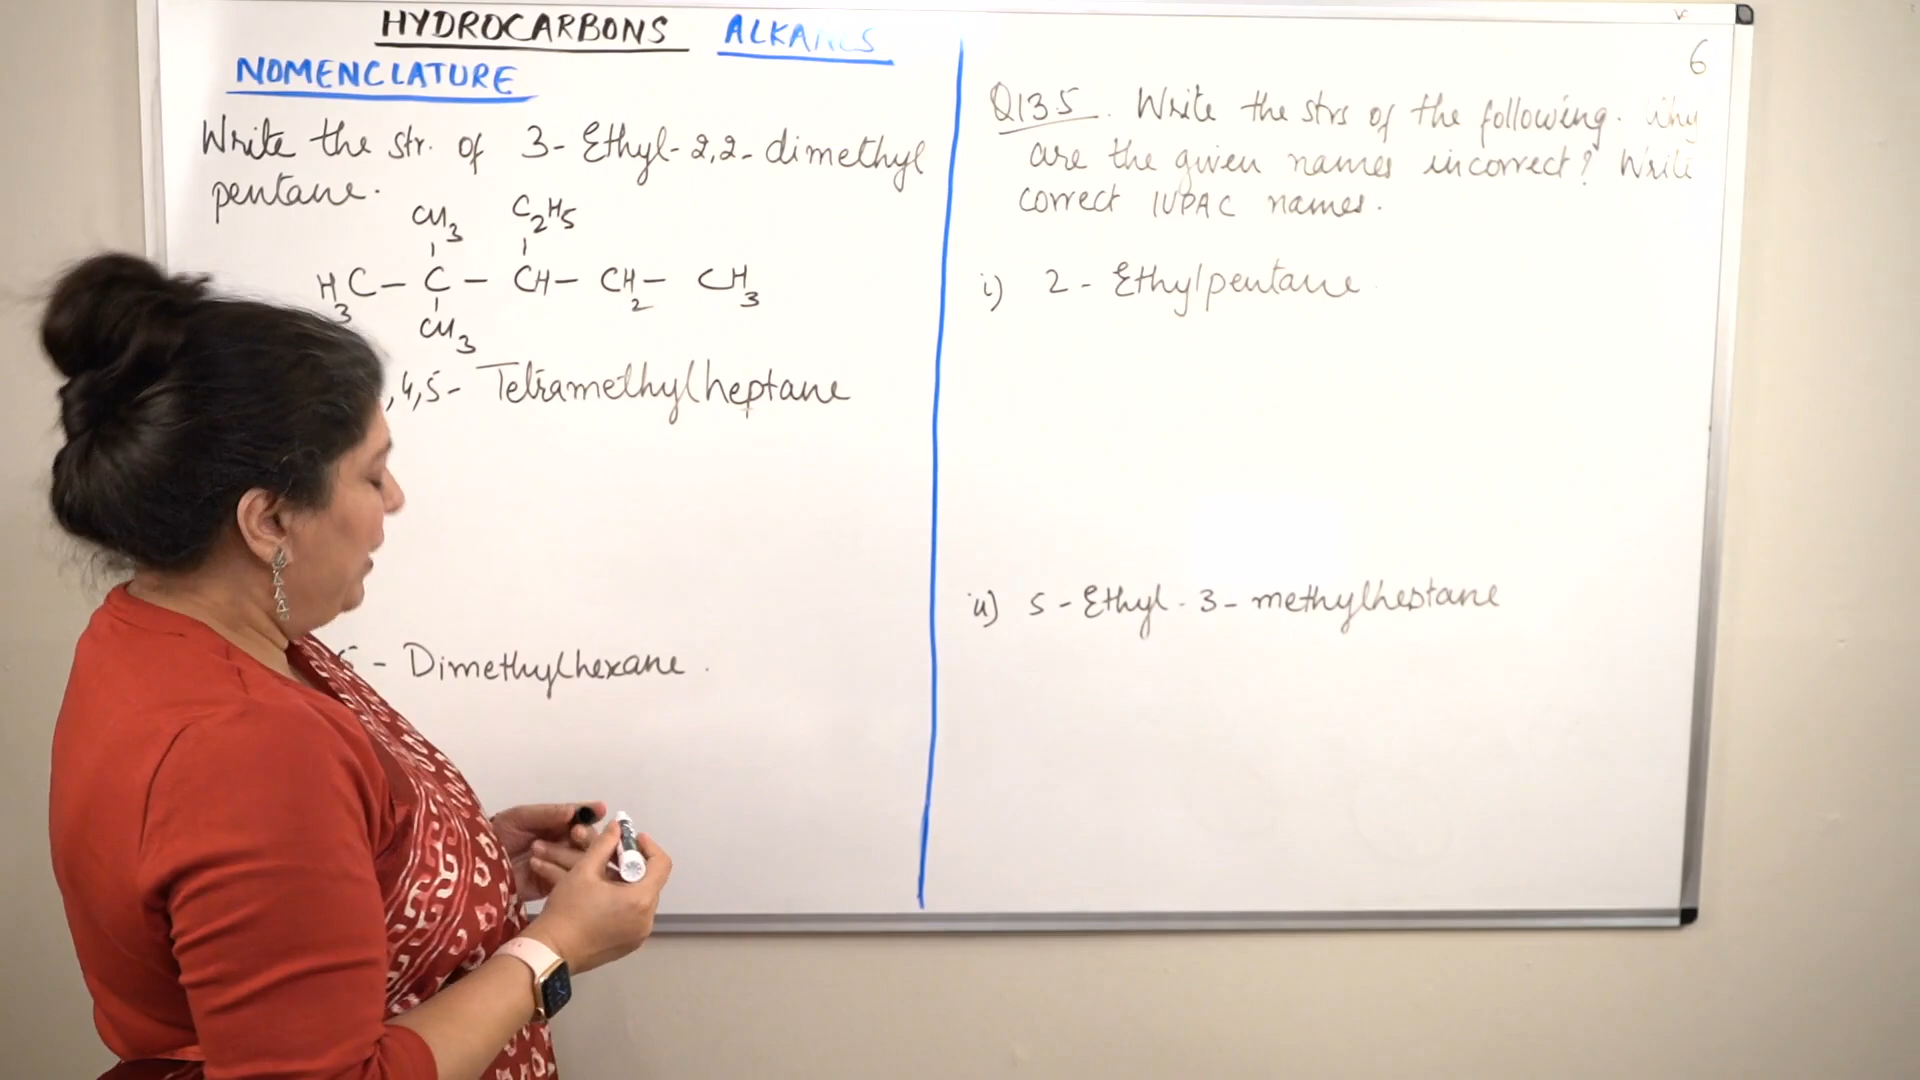 HYDROCARBONS ALKANES
NOMENCLATURE
Write the str. of 3-Ethyl-2,2-dimethyl
pentane.
CH3 C2H5
H3C - C - CH - CH2 - CH3
CH3
,4,5- Tetramethylheptane
5 - Dimethylhexane.
6
Q13.5. Write the strs of the following. Why
are the given names incorrect? Write
correct IUPAC names.
i) 2 - Ethylpentane
ii) 5 - Ethyl - 3 - methylheptane